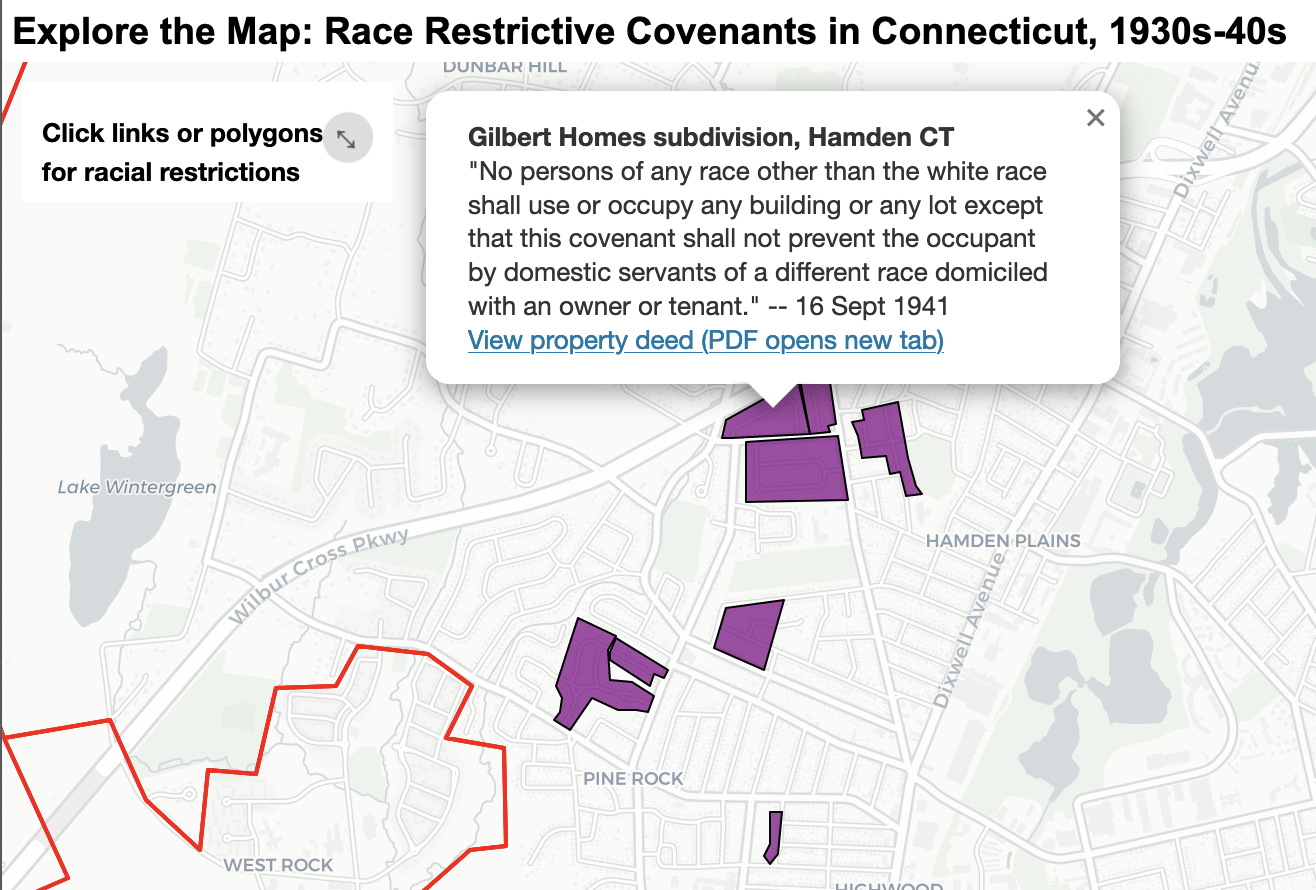 Explore the Map: Race Restrictive Covenants in Connecticut, 1930s-40s
DUNBAR HILL
Click links or polygons
for racial restrictions
Gilbert Homes subdivision, Hamden CT
"No persons of any race other than the white race
shall use or occupy any building or any lot except
that this covenant shall not prevent the occupant
by domestic servants of a different race domiciled
with an owner or tenant." -- 16 Sept 1941
View property deed (PDF opens new tab)
Dixwell Avenue
Lake Wintergreen
Wilbur Cross Pkwy
HAMDEN PLAINS
Dixwell Avenue
PINE ROCK
WEST ROCK
HIGHWOOD